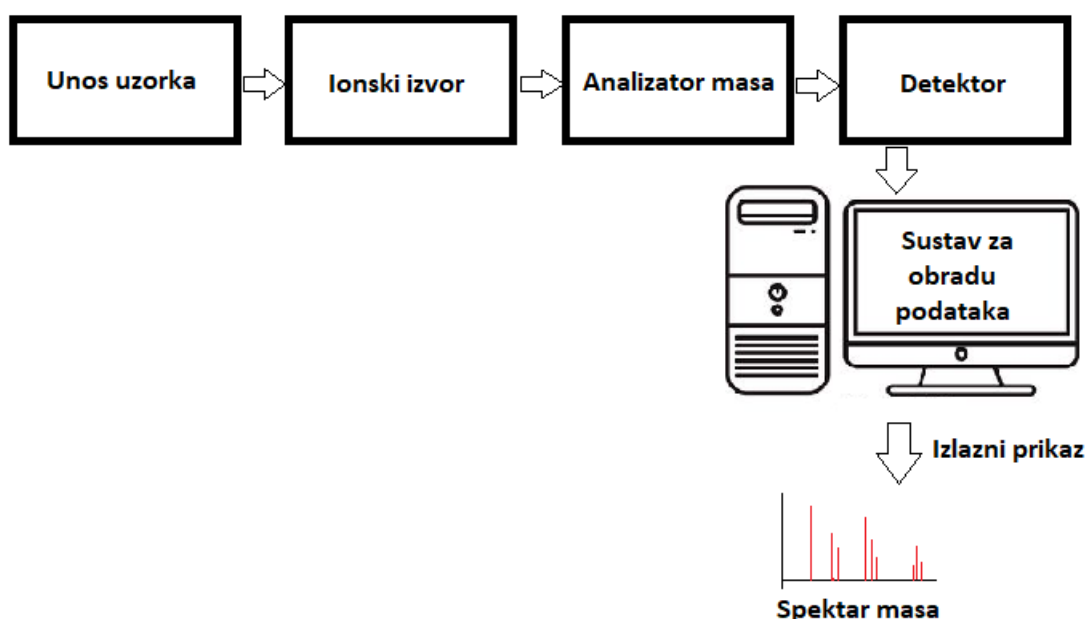 Unos uzorka
Ionski izvor
Analizator masa
Detektor
Sustav za
obradu
podataka
Izlazni prikaz
Spektar masa